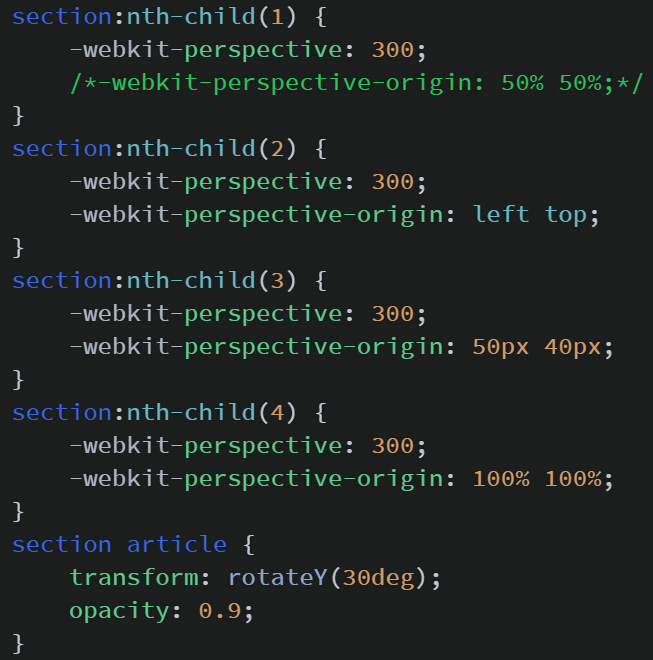 section:nth-child(1) {
    -webkit-perspective: 300;
    /*-webkit-perspective-origin: 50% 50%;*/
}
section:nth-child(2) {
    -webkit-perspective: 300;
    -webkit-perspective-origin: left top;
}
section:nth-child(3) {
    -webkit-perspective: 300;
    -webkit-perspective-origin: 50px 40px;
}
section:nth-child(4) {
    -webkit-perspective: 300;
    -webkit-perspective-origin: 100% 100%;
}
section article {
    transform: rotateY(30deg);
    opacity: 0.9;
}